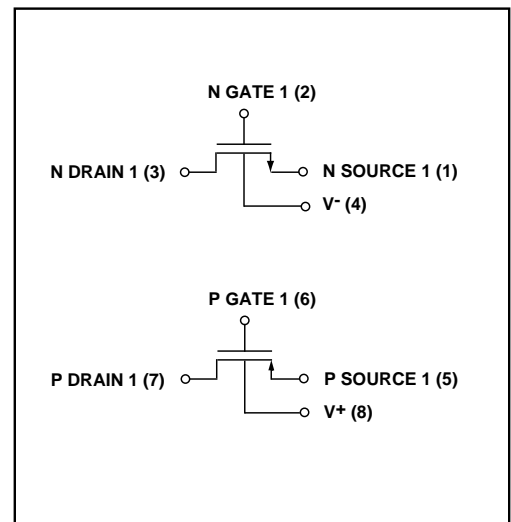 N GATE 1 (2)
N DRAIN 1 (3)
N SOURCE 1 (1)
V- (4)
P GATE 1 (6)
P DRAIN 1 (7)
P SOURCE 1 (5)
V+ (8)